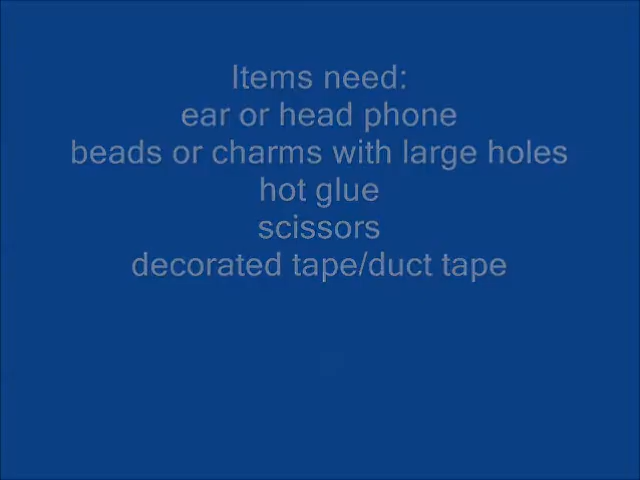 Items need:
ear or head phone
beads or charms with large holes
hot glue
scissors
decorated tape/duct tape